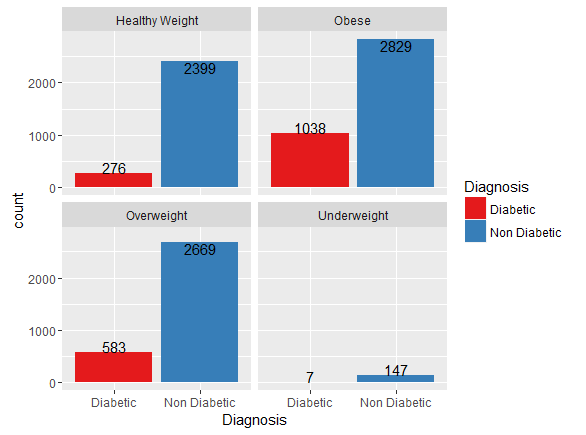 Healthy Weight
Obese
2000
1000
0
276
2399
1038
2829
Overweight
Underweight
2000
1000
0
583
2669
7
147
Diabetic
Non Diabetic
Diabetic
Non Diabetic
Diagnosis
count
Diagnosis
Diabetic
Non Diabetic